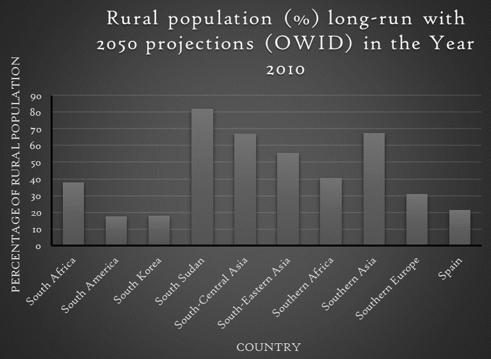 Rural population (%) long-run with
2050 projections (OWID) in the Year
2010
PERCENTAGE OF RURAL POPULATION
90
80
70
60
50
40
30
20
10
0
South Africa
South America
South Korea
South Sudan
South-Central Asia
South-Eastern Asia
Southern Africa
Southern Asia
Southern Europe
Spain
COUNTRY